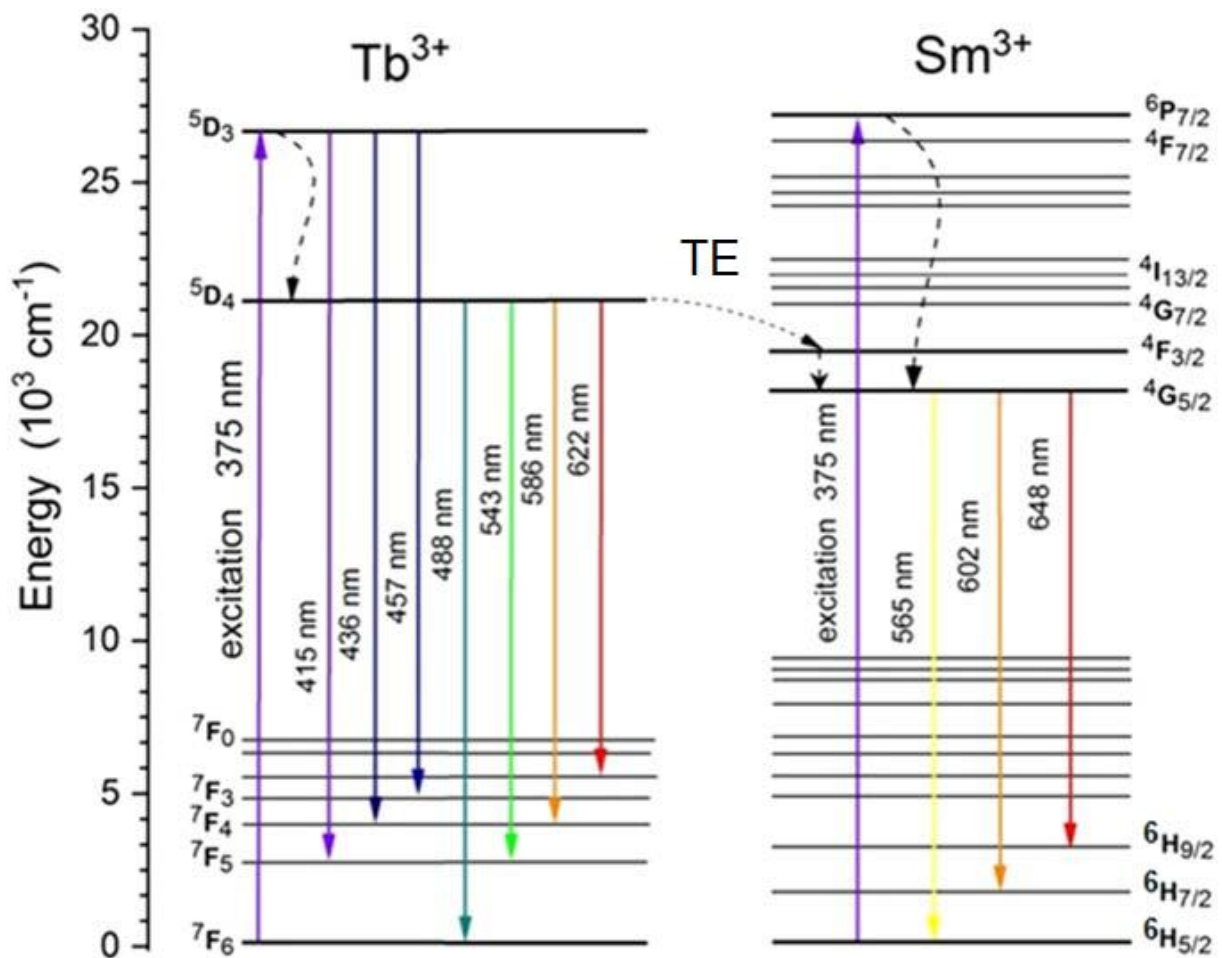 Tb³⁺
Sm³⁺
Energy (10³ cm⁻¹)
30
25
20
15
10
5
0
⁵D₃
⁵D₄
⁷F₀
⁷F₃
⁷F₄
⁷F₅
⁷F₆
excitation 375 nm
415 nm
436 nm
457 nm
488 nm
543 nm
586 nm
622 nm
TE
excitation 375 nm
565 nm
602 nm
648 nm
⁶P₇/₂
⁴F₇/₂
⁴I₁₃/₂
⁴G₇/₂
⁴F₃/₂
⁴G₅/₂
⁶H₉/₂
⁶H₇/₂
⁶H₅/₂